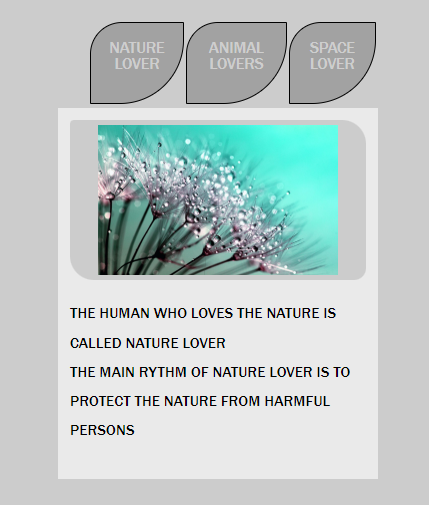 NATURE
LOVER
ANIMAL
LOVERS
SPACE
LOVER
THE HUMAN WHO LOVES THE NATURE IS
CALLED NATURE LOVER
THE MAIN RYTHM OF NATURE LOVER IS TO
PROTECT THE NATURE FROM HARMFUL
PERSONS